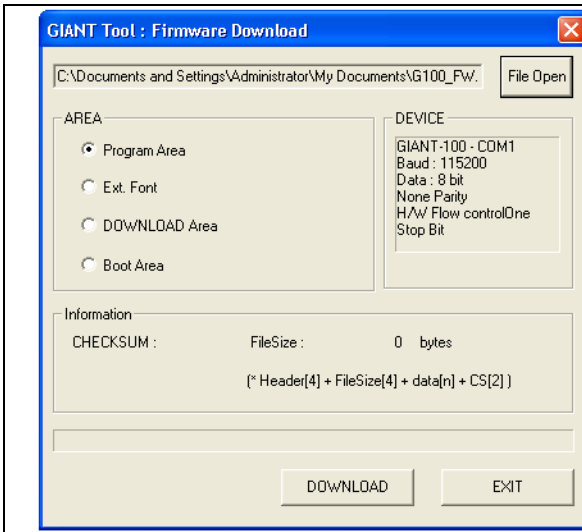 GIANT Tool : Firmware Download
C:\Documents and Settings\Administrator\My Documents\G100_FW.
File Open
AREA
Program Area
Ext. Font
DOWNLOAD Area
Boot Area
DEVICE
GIANT-100 - COM1
Baud : 115200
Data : 8 bit
None Parity
H/W Flow controlOne
Stop Bit
Information
CHECKSUM : FileSize : 0 bytes
(* Header[4] + FileSize[4] + data[n] + CS[2] )
DOWNLOAD EXIT